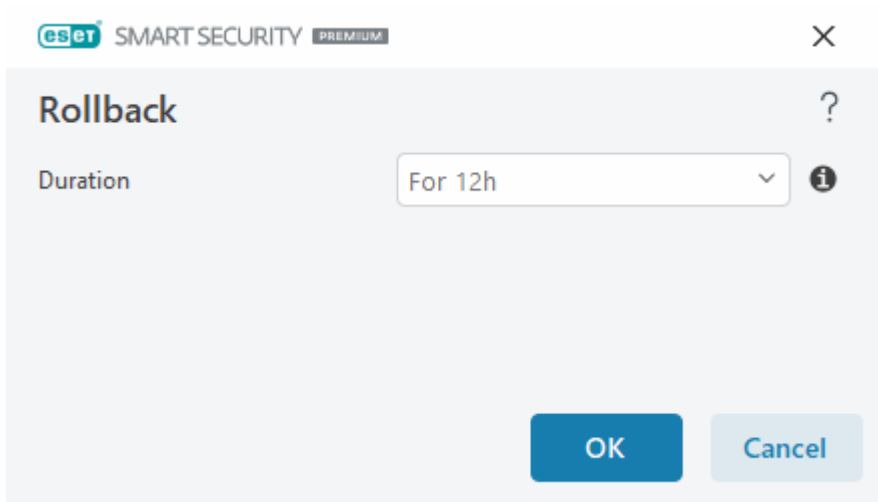 eset SMART SECURITY PREMIUM
Rollback
?
Duration For 12h
OK Cancel